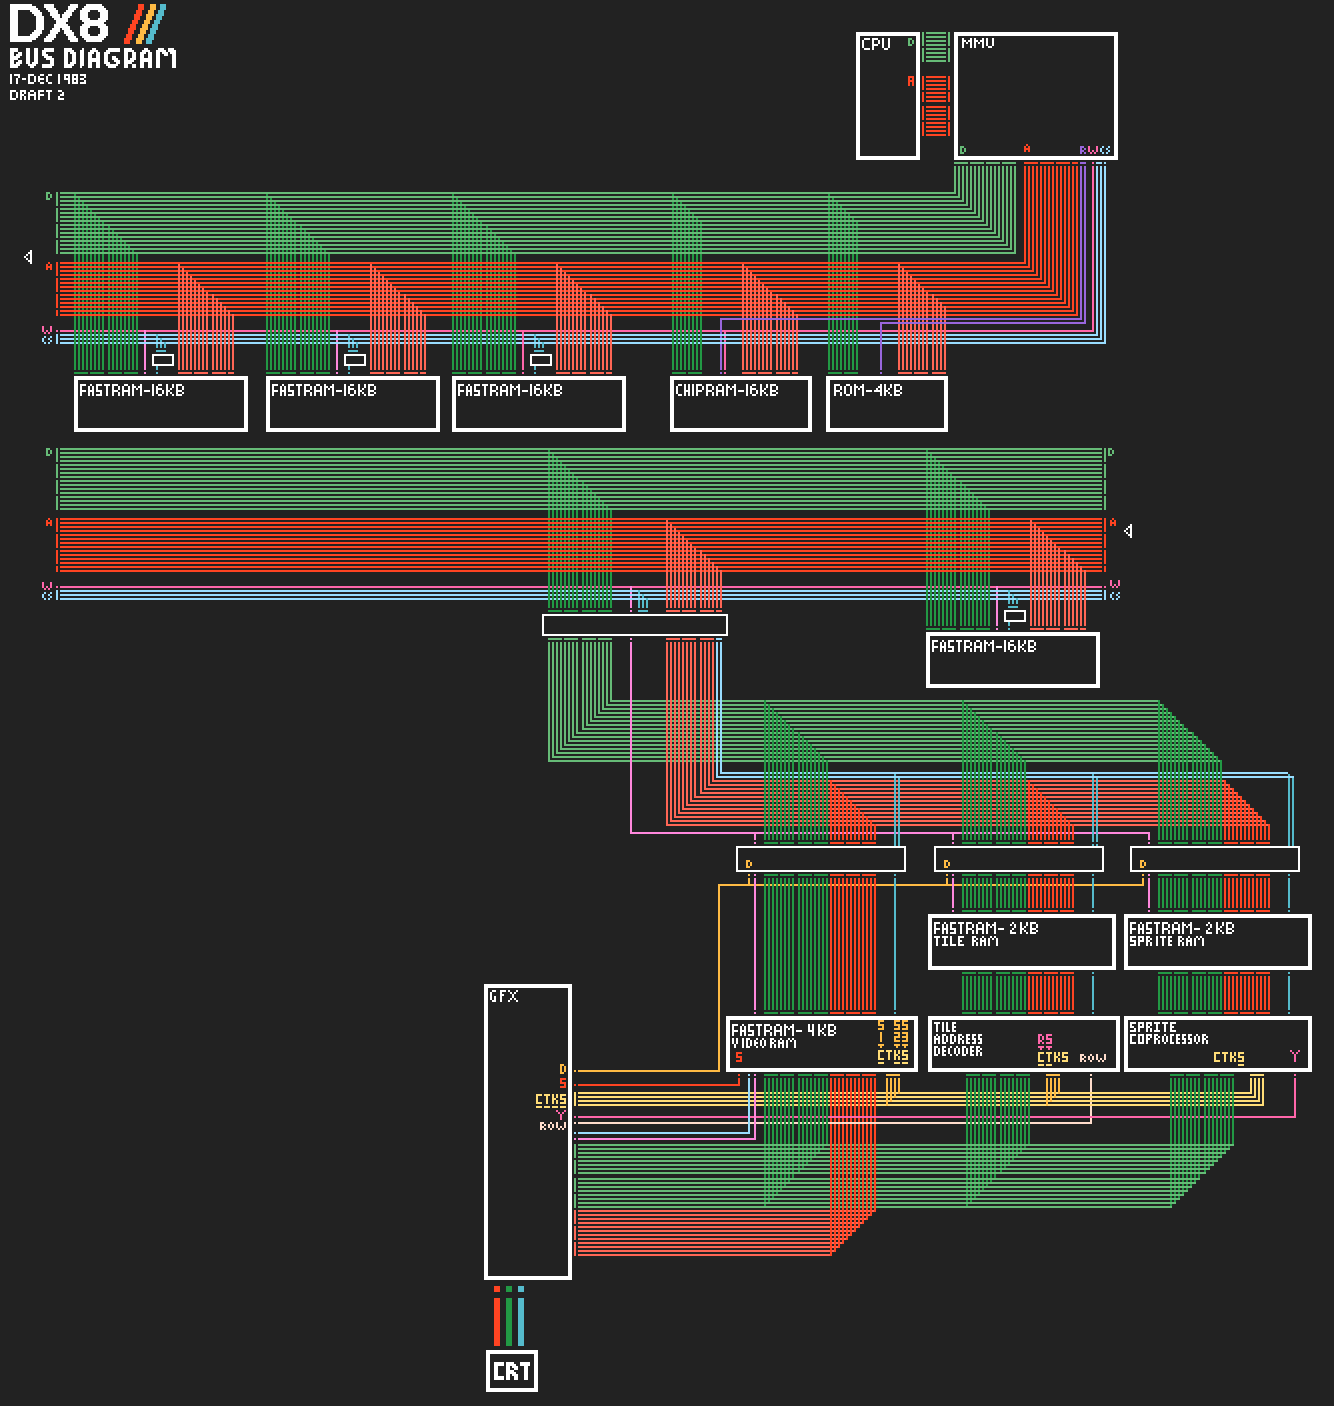 DX8
BUS DIAGRAM
17-DEC 1983
DRAFT 2
CPU D
A
MMU
D A R W CS
D
A
W
CS
FASTRAM-16KB
FASTRAM-16KB
FASTRAM-16KB
CHIPRAM-16KB
ROM-4KB
D D
A A
W W
CS CS
FASTRAM-16KB
D
D
D
FASTRAM- 2KB
TILE RAM
FASTRAM- 2KB
SPRITE RAM
GFX
D
S
CTKS
Y
ROW
FASTRAM- 4KB
VIDEO RAM
S
S SS
1 23
CTKS
TILE
ADDRESS
DECODER
RS
CTKS ROW
SPRITE
COPROCESSOR
CTKS Y
CRT